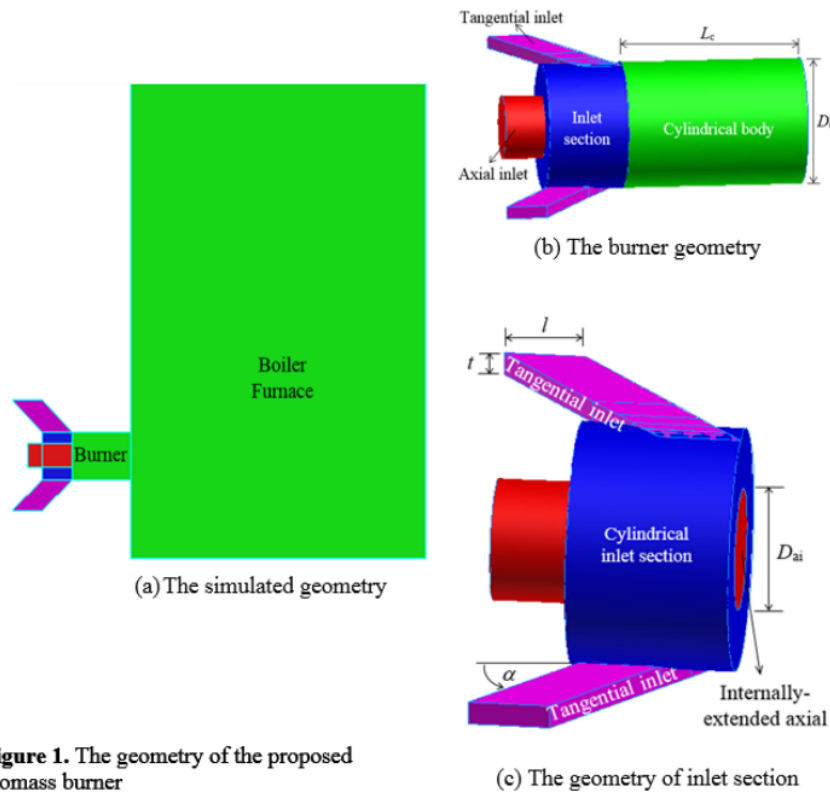 Tangential inlet
Lc
Inlet
section
Cylindrical body
Axial inlet
(b) The burner geometry
Boiler
Furnace
Burner
(a) The simulated geometry
l
t
Tangential inlet
Cylindrical
inlet section
Dai
α
Tangential inlet
Internally-
extended axial
(c) The geometry of inlet section
igure 1. The geometry of the proposed
omass burner